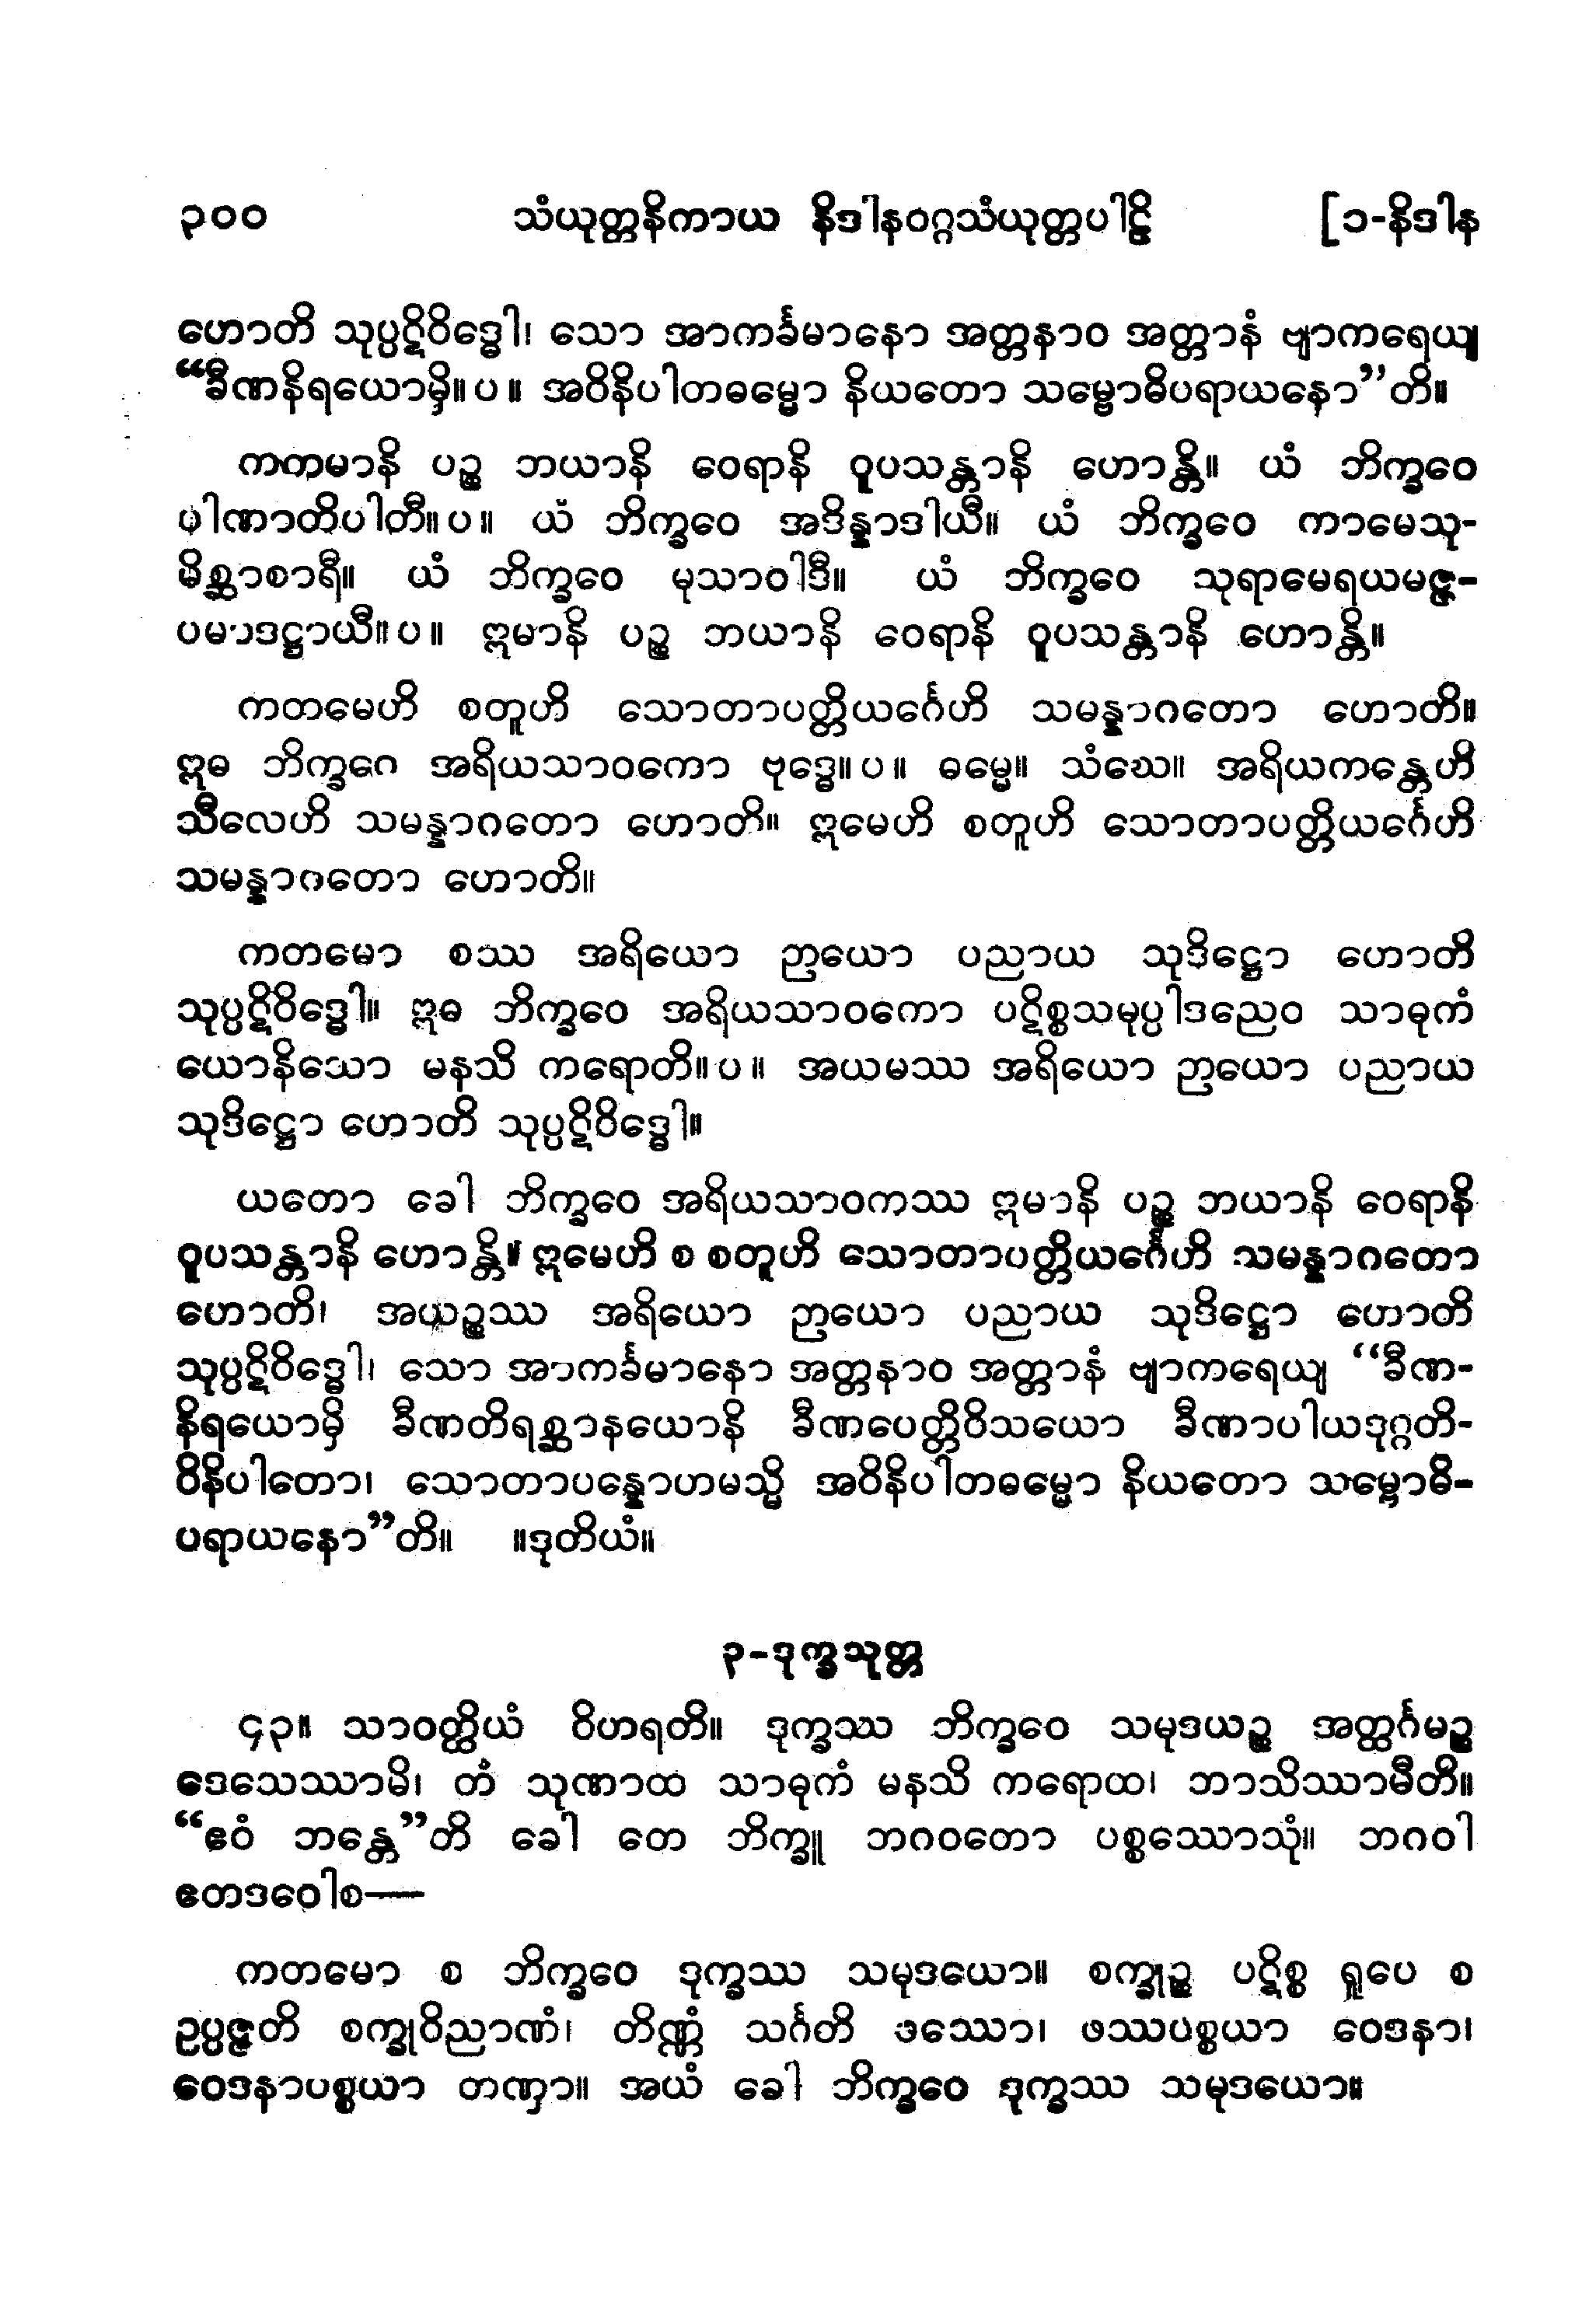 ၃၀၀ သံယုတ္တနိကာယ နိဒါနဝဂ္ဂသံယုတ္တပါဠိ [၁-နိဒါန
ဟောတိ သုပ္ပဋိဝိဒ္ဓေါ၊ သော အာကင်္ခမာနော အတ္တနာဝ အတ္တာနံ ဗျာကရေယျ
“ခီဏနိရယောမှိ။ပ။ အဝိနိပါတဓမ္မော နိယတော သမ္ဗောဓိပရာယနော”တိ။
ကတမာနိ ပဉ္စ ဘယာနိ ဝေရာနိ ဝူပသန္တာနိ ဟောန္တိ။ ယံ ဘိက္ခဝေ
ပါဏာတိပါတီ။ပ။ ယံ ဘိက္ခဝေ အဒိန္နာဒါယီ။ ယံ ဘိက္ခဝေ ကာမေသု-
မိစ္ဆာစာရီ။ ယံ ဘိက္ခဝေ မုသာဝါဒီ။ ယံ ဘိက္ခဝေ သုရာမေရယမဇ္ဇ-
ပမာဒဋ္ဌာယီ။ပ။ ဣမာနိ ပဉ္စ ဘယာနိ ဝေရာနိ ဝူပသန္တာနိ ဟောန္တိ။
ကတမေဟိ စတူဟိ သောတာပတ္တိယင်္ဂေဟိ သမန္နာဂတော ဟောတိ။
ဣဓ ဘိက္ခဝေ အရိယသာဝကော ဗုဒ္ဓေ။ပ။ ဓမ္မေ။ သံဃေ။ အရိယကန္တေဟိ
သီလေဟိ သမန္နာဂတော ဟောတိ။ ဣမေဟိ စတူဟိ သောတာပတ္တိယင်္ဂေဟိ
သမန္နာဂတော ဟောတိ။
ကတမော စဿ အရိယော ဉာယော ပညာယ သုဒိဋ္ဌော ဟောတိ
သုပ္ပဋိဝိဒ္ဓေါ။ ဣဓ ဘိက္ခဝေ အရိယသာဝကော ပဋိစ္စသမုပ္ပါဒညေဝ သာဓုကံ
ယောနိသော မနသိ ကရောတိ။ပ။ အယမဿ အရိယော ဉာယော ပညာယ
သုဒိဋ္ဌော ဟောတိ သုပ္ပဋိဝိဒ္ဓေါ။
ယတော ခေါ ဘိက္ခဝေ အရိယသာဝကဿ ဣမာနိ ပဉ္စ ဘယာနိ ဝေရာနိ
ဝူပသန္တာနိ ဟောန္တိ။ ဣမေဟိ စ စတူဟိ သောတာပတ္တိယင်္ဂေဟိ သမန္နာဂတော
ဟောတိ၊ အယဉ္စဿ အရိယော ဉာယော ပညာယ သုဒိဋ္ဌော ဟောတိ
သုပ္ပဋိဝိဒ္ဓေါ၊ သော အာကင်္ခမာနော အတ္တနာဝ အတ္တာနံ ဗျာကရေယျ “ခီဏ-
နိရယောမှိ ခီဏတိရစ္ဆာနယောနိ ခီဏပေတ္တိဝိသယော ခီဏာပါယဒုဂ္ဂတိ-
ဝိနိပါတော၊ သောတာပန္နောဟမသ္မိ အဝိနိပါတဓမ္မော နိယတော သမ္ဗောဓိ-
ပရာယနော”တိ။ ။ဒုတိယံ။
၃-ဒုက္ခသုတ္တ
၄၃။ သာဝတ္ထိယံ ဝိဟရတိ။ ဒုက္ခဿ ဘိက္ခဝေ သမုဒယဉ္စ အတ္ထင်္ဂမဉ္စ
ဒေသေဿာမိ၊ တံ သုဏာထ သာဓုကံ မနသိ ကရောထ၊ ဘာသိဿာမီတိ။
“ဧဝံ ဘန္တေ”တိ ခေါ တေ ဘိက္ခူ ဘဂဝတော ပစ္စဿောသုံ။ ဘဂဝါ
ဧတဒဝေါစ—
ကတမော စ ဘိက္ခဝေ ဒုက္ခဿ သမုဒယော။ စက္ခုဉ္စ ပဋိစ္စ ရူပေ စ
ဥပ္ပဇ္ဇတိ စက္ခုဝိညာဏံ၊ တိဏ္ဏံ သင်္ဂတိ ဖဿော၊ ဖဿပစ္စယာ ဝေဒနာ၊
ဝေဒနာပစ္စယာ တဏှာ။ အယံ ခေါ ဘိက္ခဝေ ဒုက္ခဿ သမုဒယော။